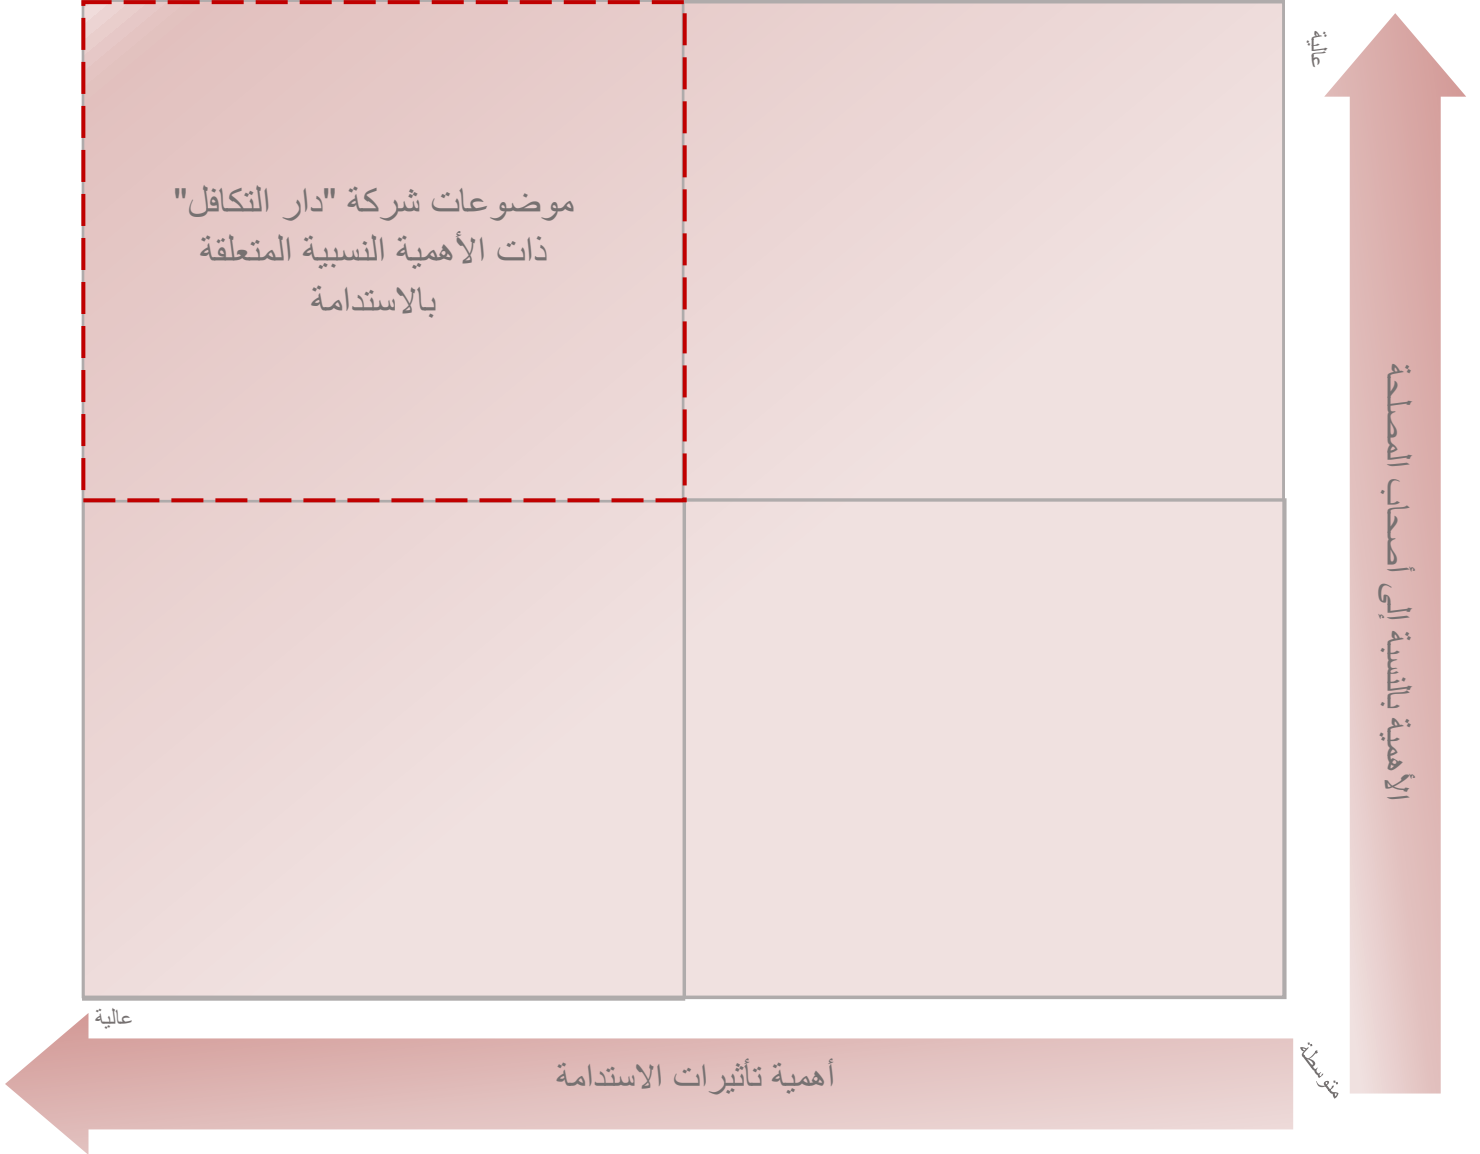 عالية
موضوعات شركة "دار التكافل"
ذات الأهمية النسبية المتعلقة
بالاستدامة
الأهمية بالنسبة إلى أصحاب المصلحة
عالية
متوسطة
أهمية تأثيرات الاستدامة